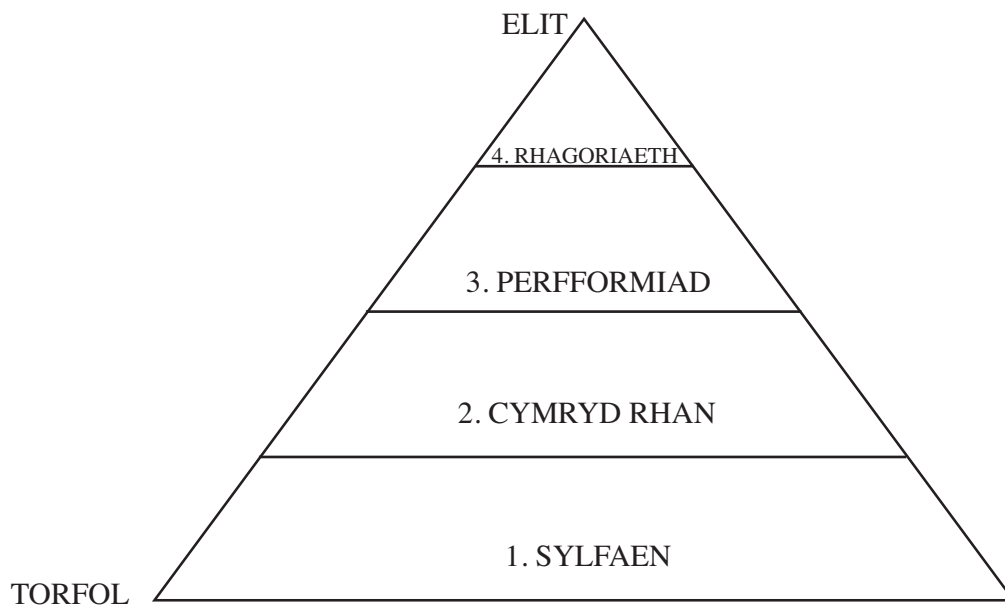 ELIT
4. RHAGORIAETH
3. PERFFORMIAD
2. CYMRYD RHAN
1. SYLFAEN
TORFOL